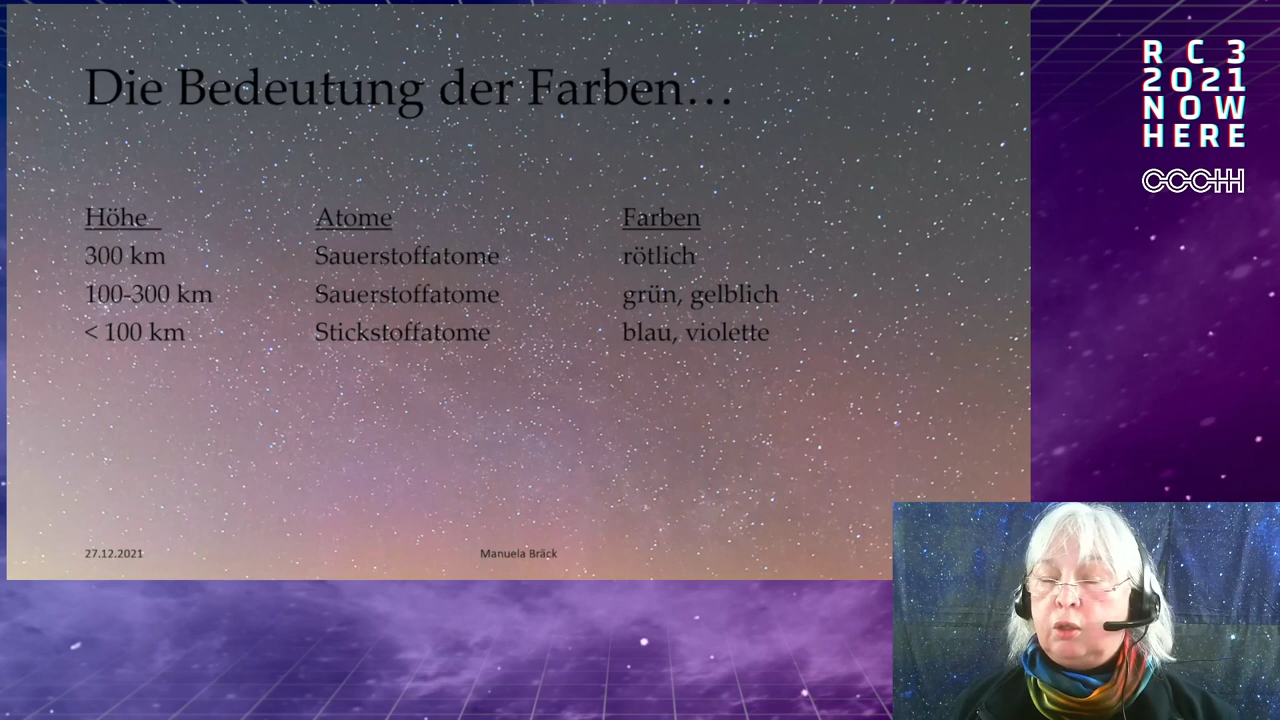 Die Bedeutung der Farben...
Höhe Atome Farben
300 km Sauerstoffatome rötlich
100-300 km Sauerstoffatome grün, gelblich
< 100 km Stickstoffatome blau, violette
27.12.2021 Manuela Bräck
R C 3
2021
N O W
HERE
CCCHH